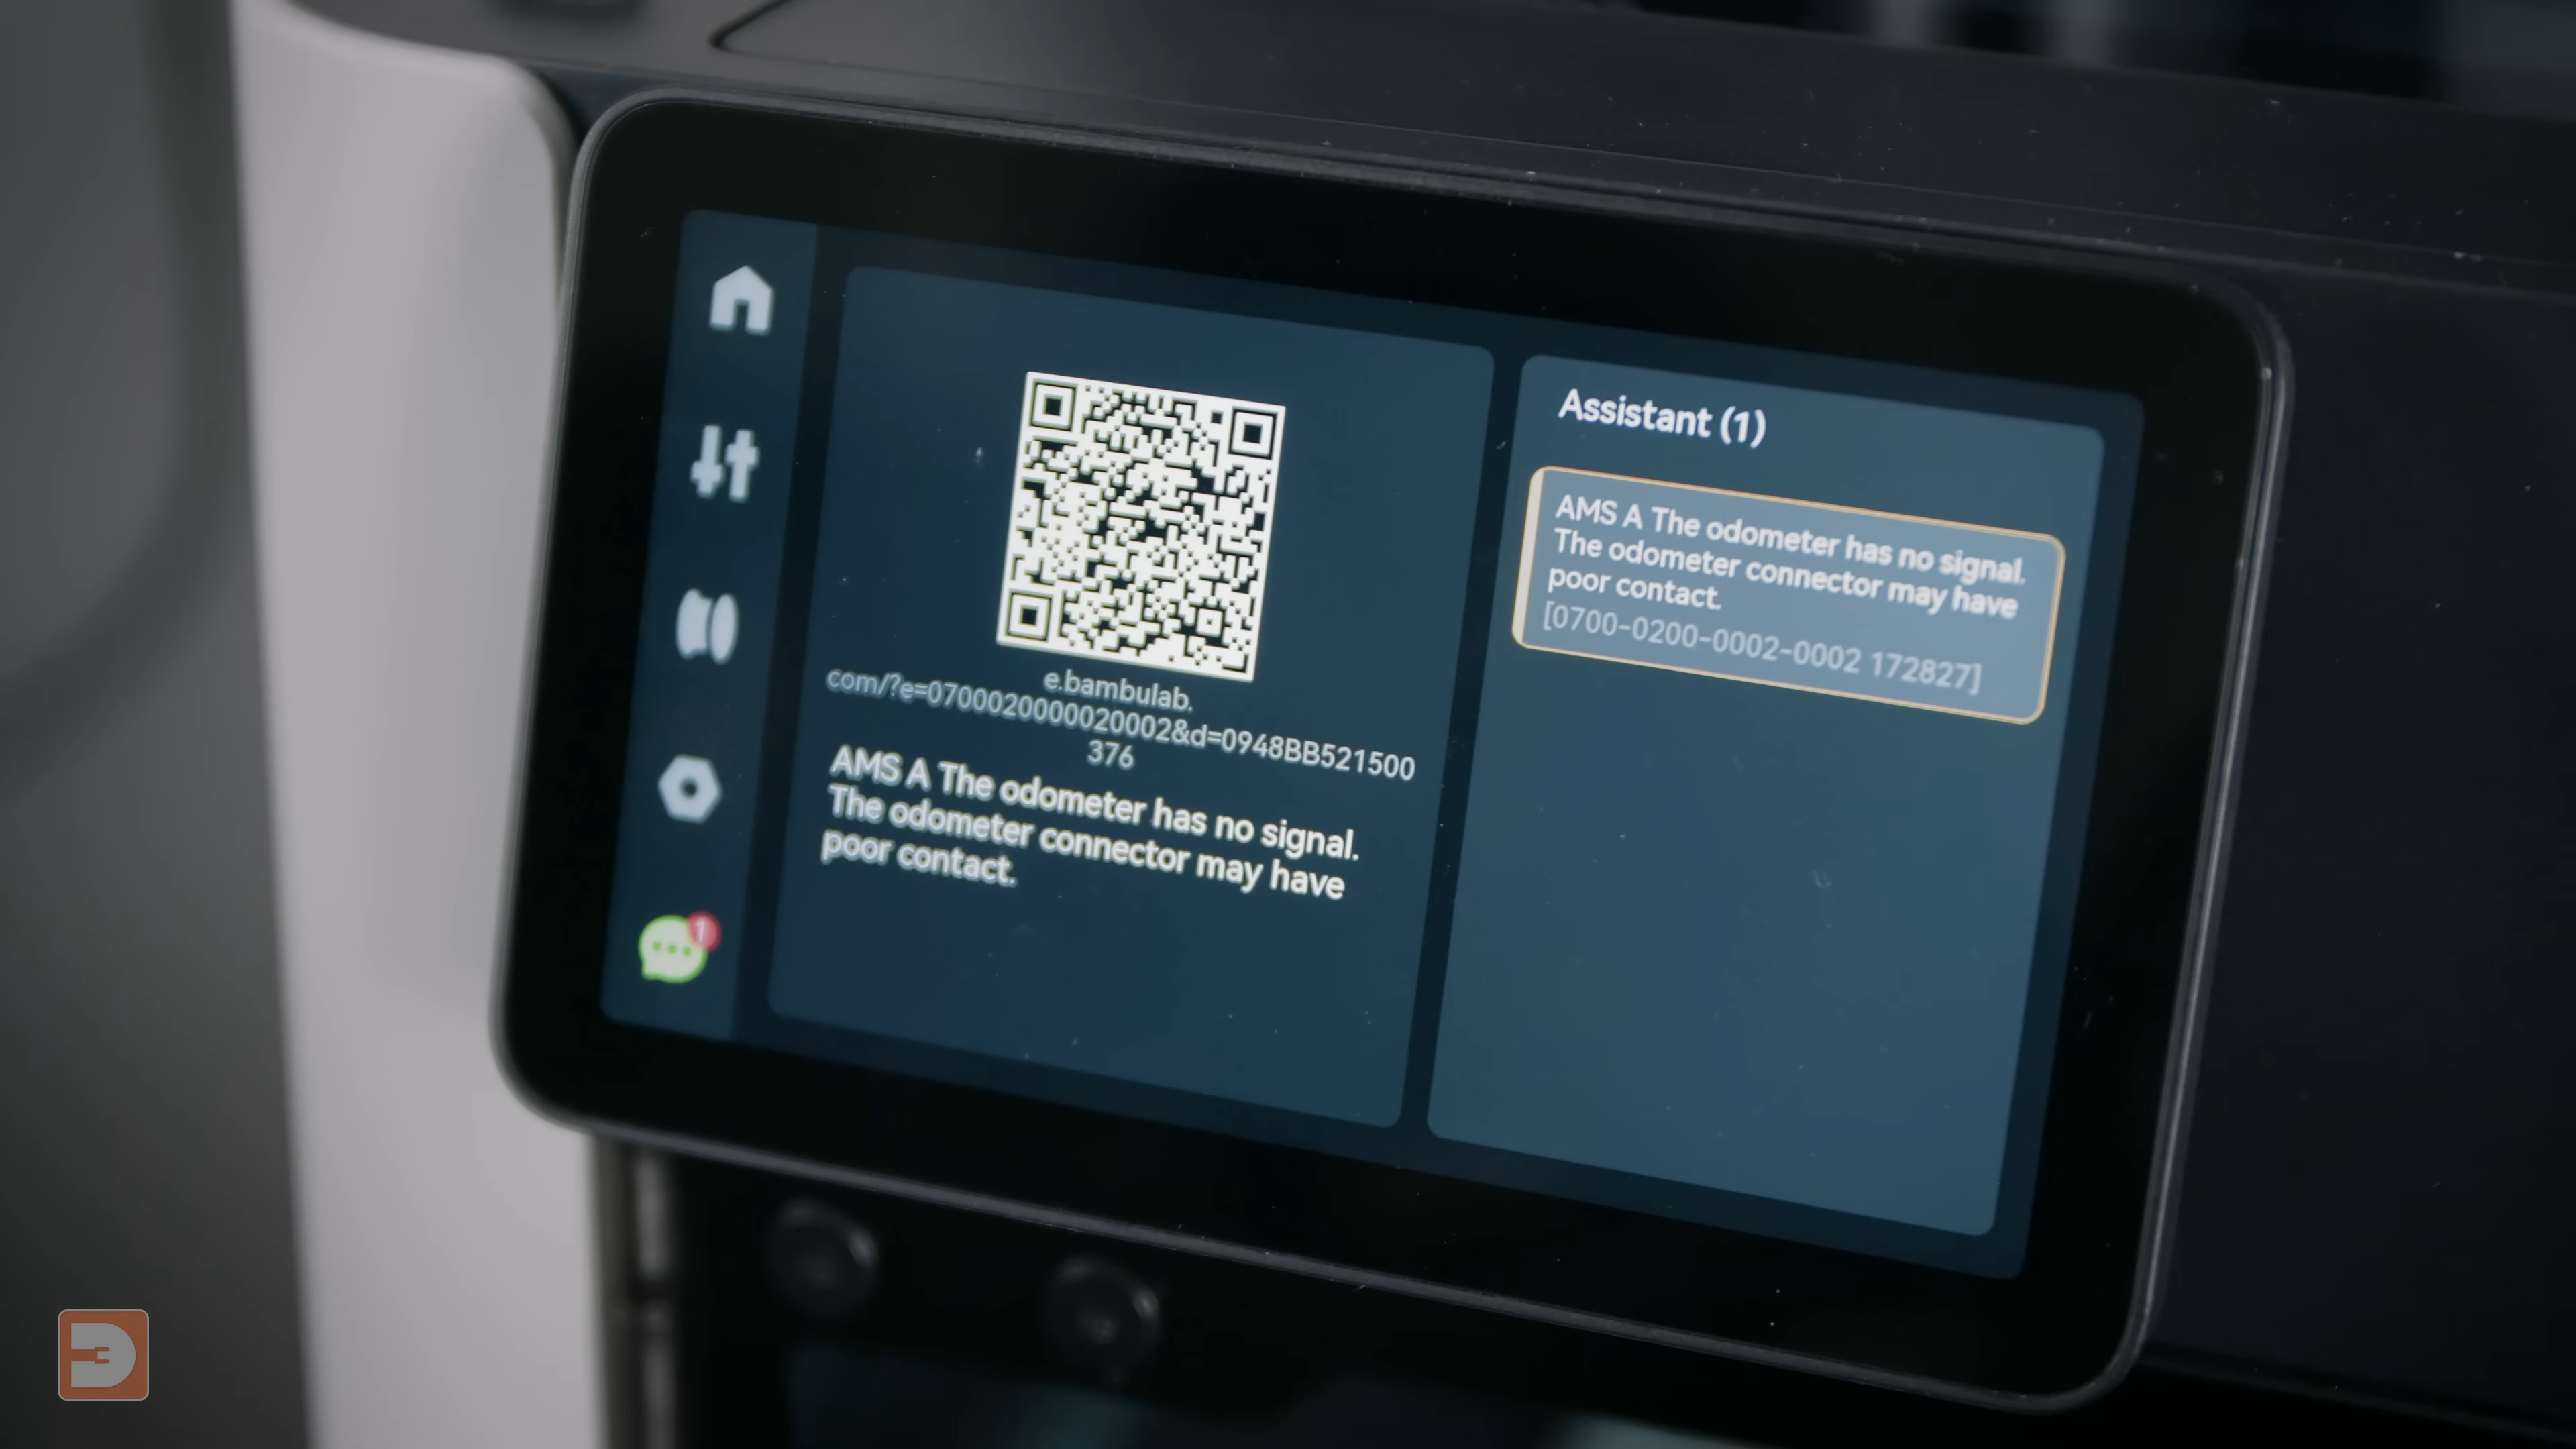 e.bambulab.
com/?e=0700020000020002&d=0948BB521500
376
AMS A The odometer has no signal.
The odometer connector may have
poor contact.
1
Assistant (1)
AMS A The odometer has no signal.
The odometer connector may have
poor contact.
[0700-0200-0002-0002 172827]